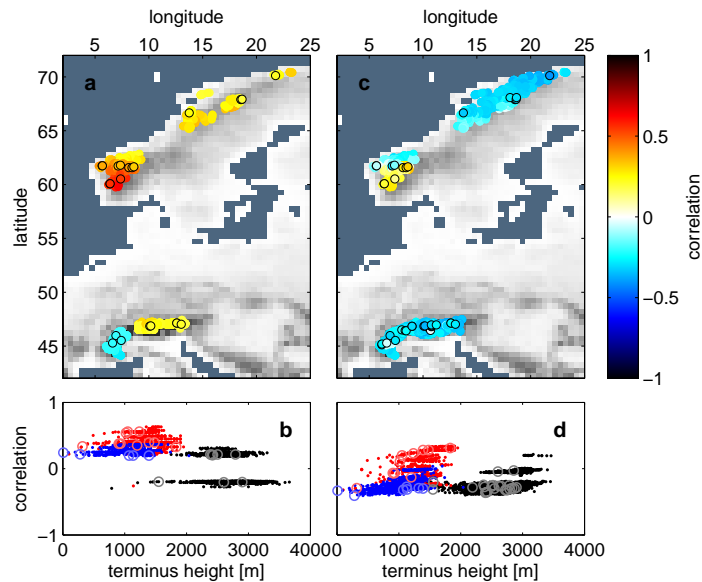 longitude longitude
5 10 15 20 25 5 10 15 20 25
a c
70
65
60
55
50
45
latitude
1
0.5
0
−0.5
−1
correlation
b d
1
0
−1
correlation
0 1000 2000 3000 4000 0 1000 2000 3000 4000
terminus height [m] terminus height [m]